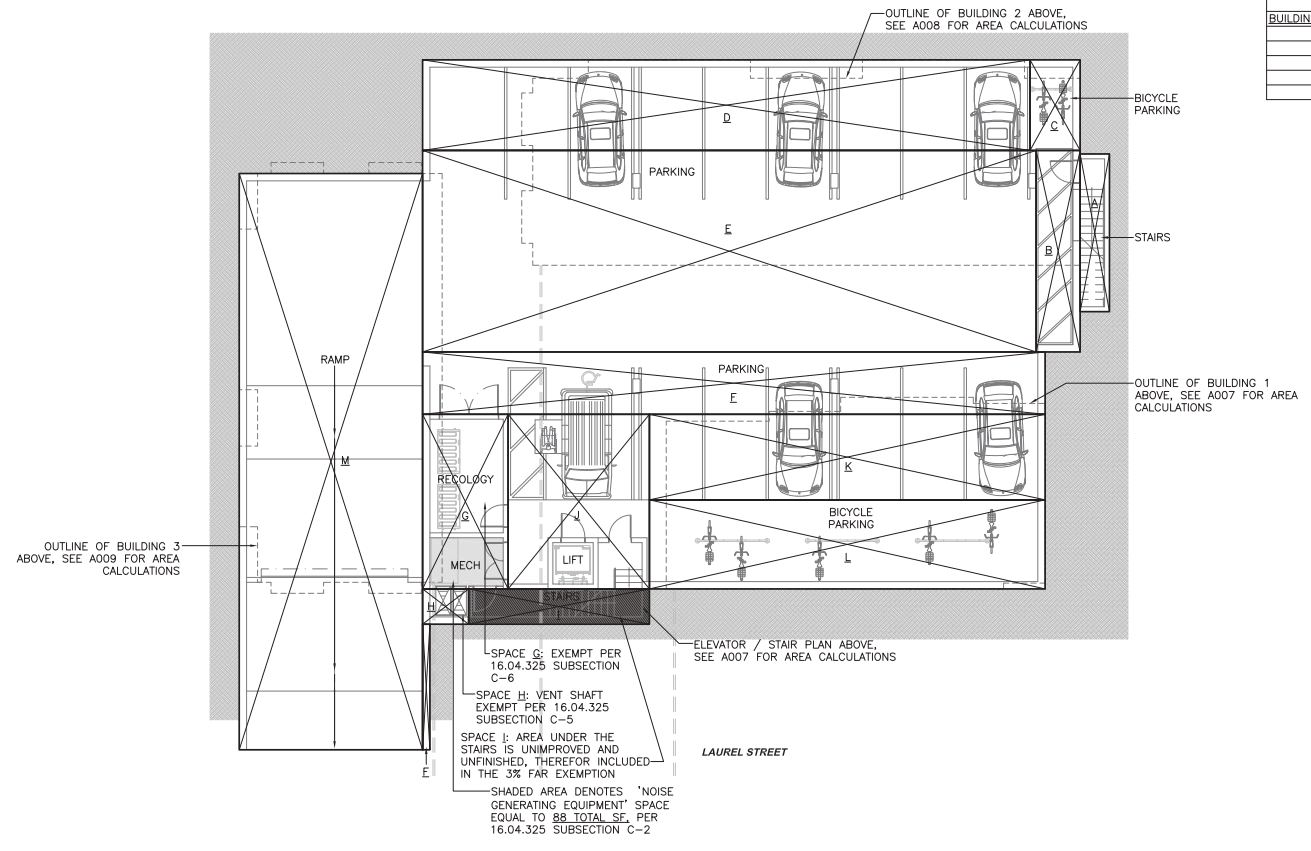 OUTLINE OF BUILDING 2 ABOVE,
SEE A008 FOR AREA CALCULATIONS
BUILDIN
BICYCLE
PARKING
D
C
PARKING
A
E
B
STAIRS
RAMP
PARKING
F
OUTLINE OF BUILDING 1
ABOVE, SEE A007 FOR AREA
CALCULATIONS
M
K
RECOLOGY
G
J
BICYCLE
PARKING
L
OUTLINE OF BUILDING 3
ABOVE, SEE A009 FOR AREA
CALCULATIONS
MECH
LIFT
H
STAIRS
I
ELEVATOR / STAIR PLAN ABOVE,
SEE A007 FOR AREA CALCULATIONS
SPACE G: EXEMPT PER
16.04.325 SUBSECTION
C-6
SPACE H: VENT SHAFT
EXEMPT PER 16.04.325
SUBSECTION C-5
SPACE I: AREA UNDER THE
STAIRS IS UNIMPROVED AND
UNFINISHED, THEREFOR INCLUDED
IN THE 3% FAR EXEMPTION
LAUREL STREET
F
SHADED AREA DENOTES 'NOISE
GENERATING EQUIPMENT' SPACE
EQUAL TO 88 TOTAL SF, PER
16.04.325 SUBSECTION C-2